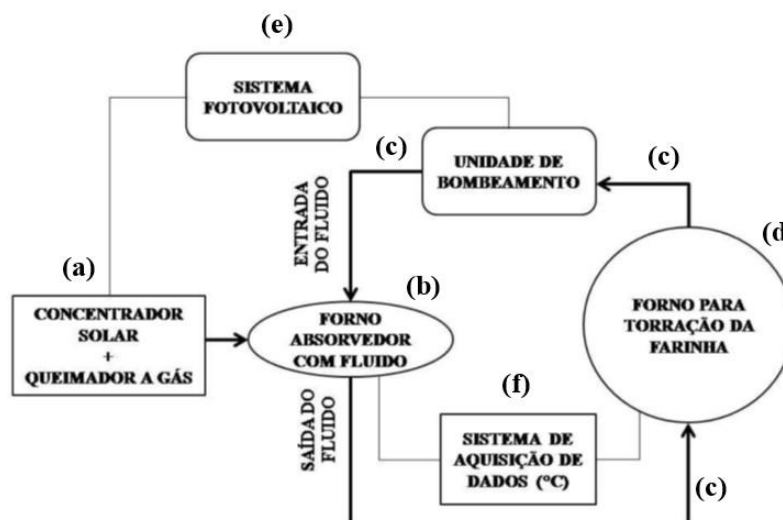 (e)
SISTEMA
FOTOVOLTAICO
(c)
UNIDADE DE
BOMBEAMENTO
(c)
ENTRADA
DO FLUIDO
(a)
CONCENTRADOR
SOLAR
+
QUEIMADOR A GÁS
(b)
FORNO
ABSORVEDOR
COM FLUIDO
(d)
FORNO PARA
TORRAÇÃO DA
FARINHA
SAÍDA DO
FLUIDO
(f)
SISTEMA DE
AQUISIÇÃO DE
DADOS (ºC)
(c)